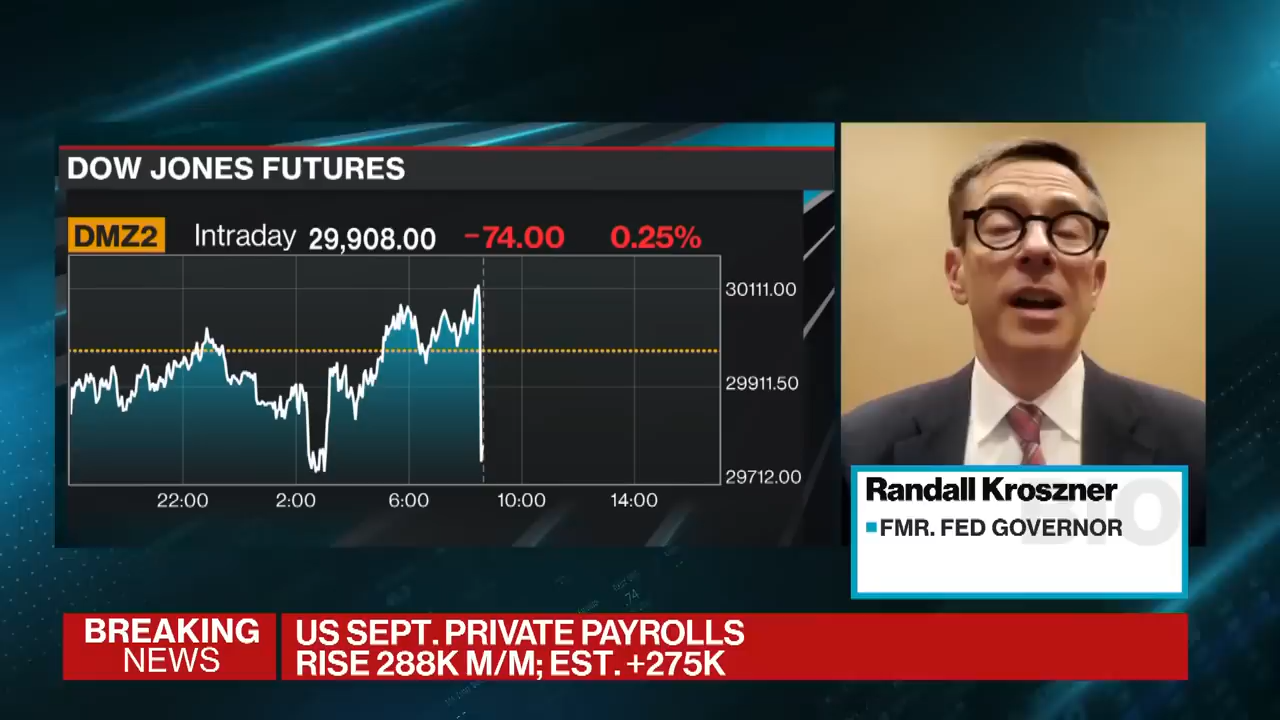 DOW JONES FUTURES
DMZ2 Intraday 29,908.00 -74.00 0.25%
30111.00
29911.50
29712.00
22:00 2:00 6:00 10:00 14:00
BIO
Randall Kroszner
FMR. FED GOVERNOR
BREAKING NEWS
US SEPT. PRIVATE PAYROLLS
RISE 288K M/M; EST. +275K